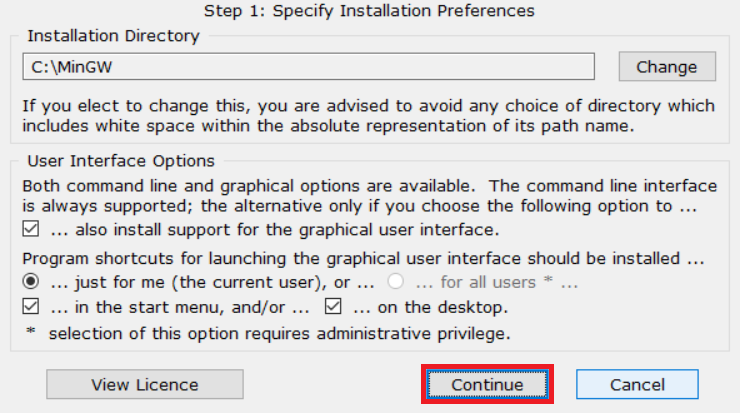 Step 1: Specify Installation Preferences
Installation Directory
C:\MinGW
Change
If you elect to change this, you are advised to avoid any choice of directory which
includes white space within the absolute representation of its path name.
User Interface Options
Both command line and graphical options are available. The command line interface
is always supported; the alternative only if you choose the following option to ...
... also install support for the graphical user interface.
Program shortcuts for launching the graphical user interface should be installed ...
... just for me (the current user), or ... ... for all users * ...
... in the start menu, and/or ... ... on the desktop.
* selection of this option requires administrative privilege.
View Licence Continue Cancel